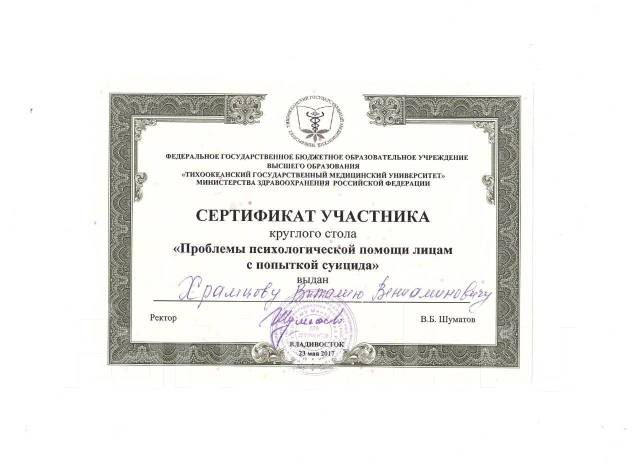 ФЕДЕРАЛЬНОЕ ГОСУДАРСТВЕННОЕ БЮДЖЕТНОЕ ОБРАЗОВАТЕЛЬНОЕ УЧРЕЖДЕНИЕ
ВЫСШЕГО ОБРАЗОВАНИЯ
«ТИХООКЕАНСКИЙ ГОСУДАРСТВЕННЫЙ МЕДИЦИНСКИЙ УНИВЕРСИТЕТ»
МИНИСТЕРСТВА ЗДРАВООХРАНЕНИЯ РОССИЙСКОЙ ФЕДЕРАЦИИ
СЕРТИФИКАТ УЧАСТНИКА
круглого стола
«Проблемы психологической помощи лицам
с попыткой суицида»
выдан
Храмцову Виталию Вениаминовичу
Ректор
В.Б. Шуматов
ВЛАДИВОСТОК
23 мая 2017